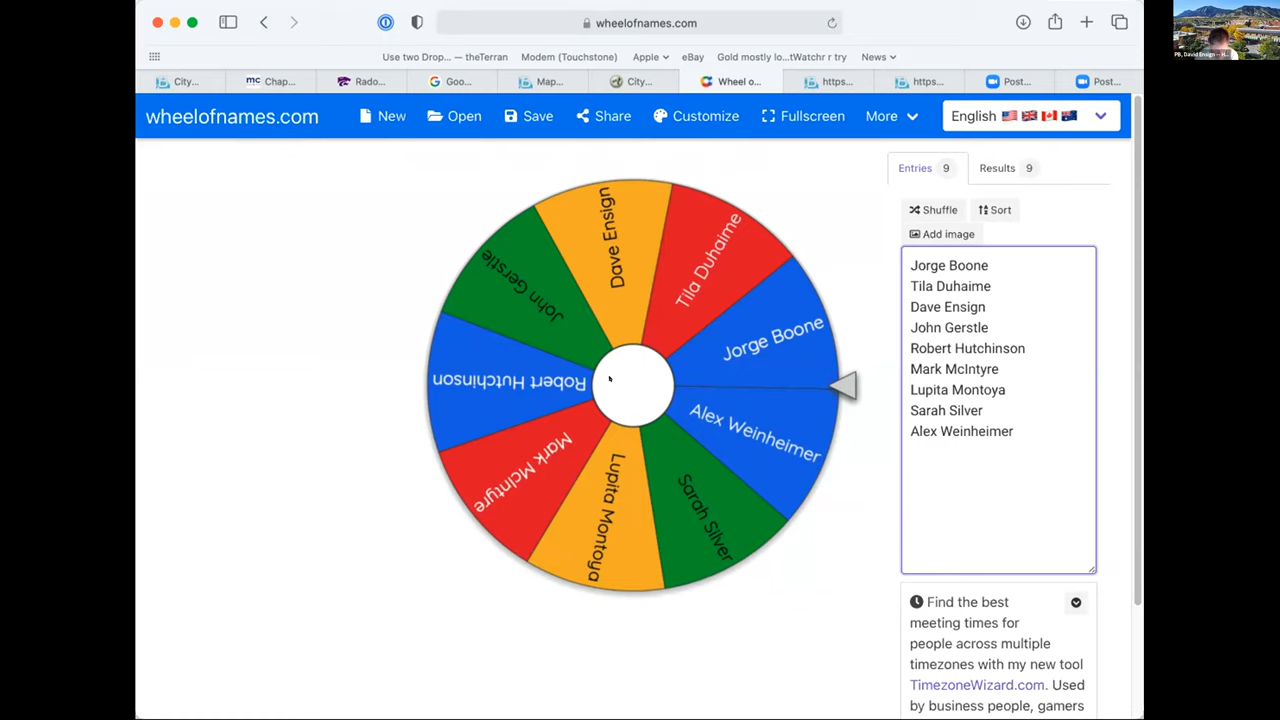 wheelofnames.com
Use two Drop... — theTerran
Modem (Touchstone)
Apple
eBay
Gold mostly lo...tWatchr r try
News
City...
Chap...
Rado...
Goo...
Map...
City...
Wheel o...
https...
https...
Post...
Post...
wheelofnames.com
New
Open
Save
Share
Customize
Fullscreen
More
English
Entries 9
Results 9
Shuffle
Sort
Add image
Jorge Boone
Tila Duhaime
Dave Ensign
John Gerstle
Robert Hutchinson
Mark McIntyre
Lupita Montoya
Sarah Silver
Alex Weinheimer
Dave Ensign
Tila Duhaime
John Gerstle
Jorge Boone
Robert Hutchinson
Alex Weinheimer
Mark McIntyre
Lupita Montoya
Sarah Silver
Find the best
meeting times for
people across multiple
timezones with my new tool
TimezoneWizard.com. Used
by business people, gamers
PB, David Ensign